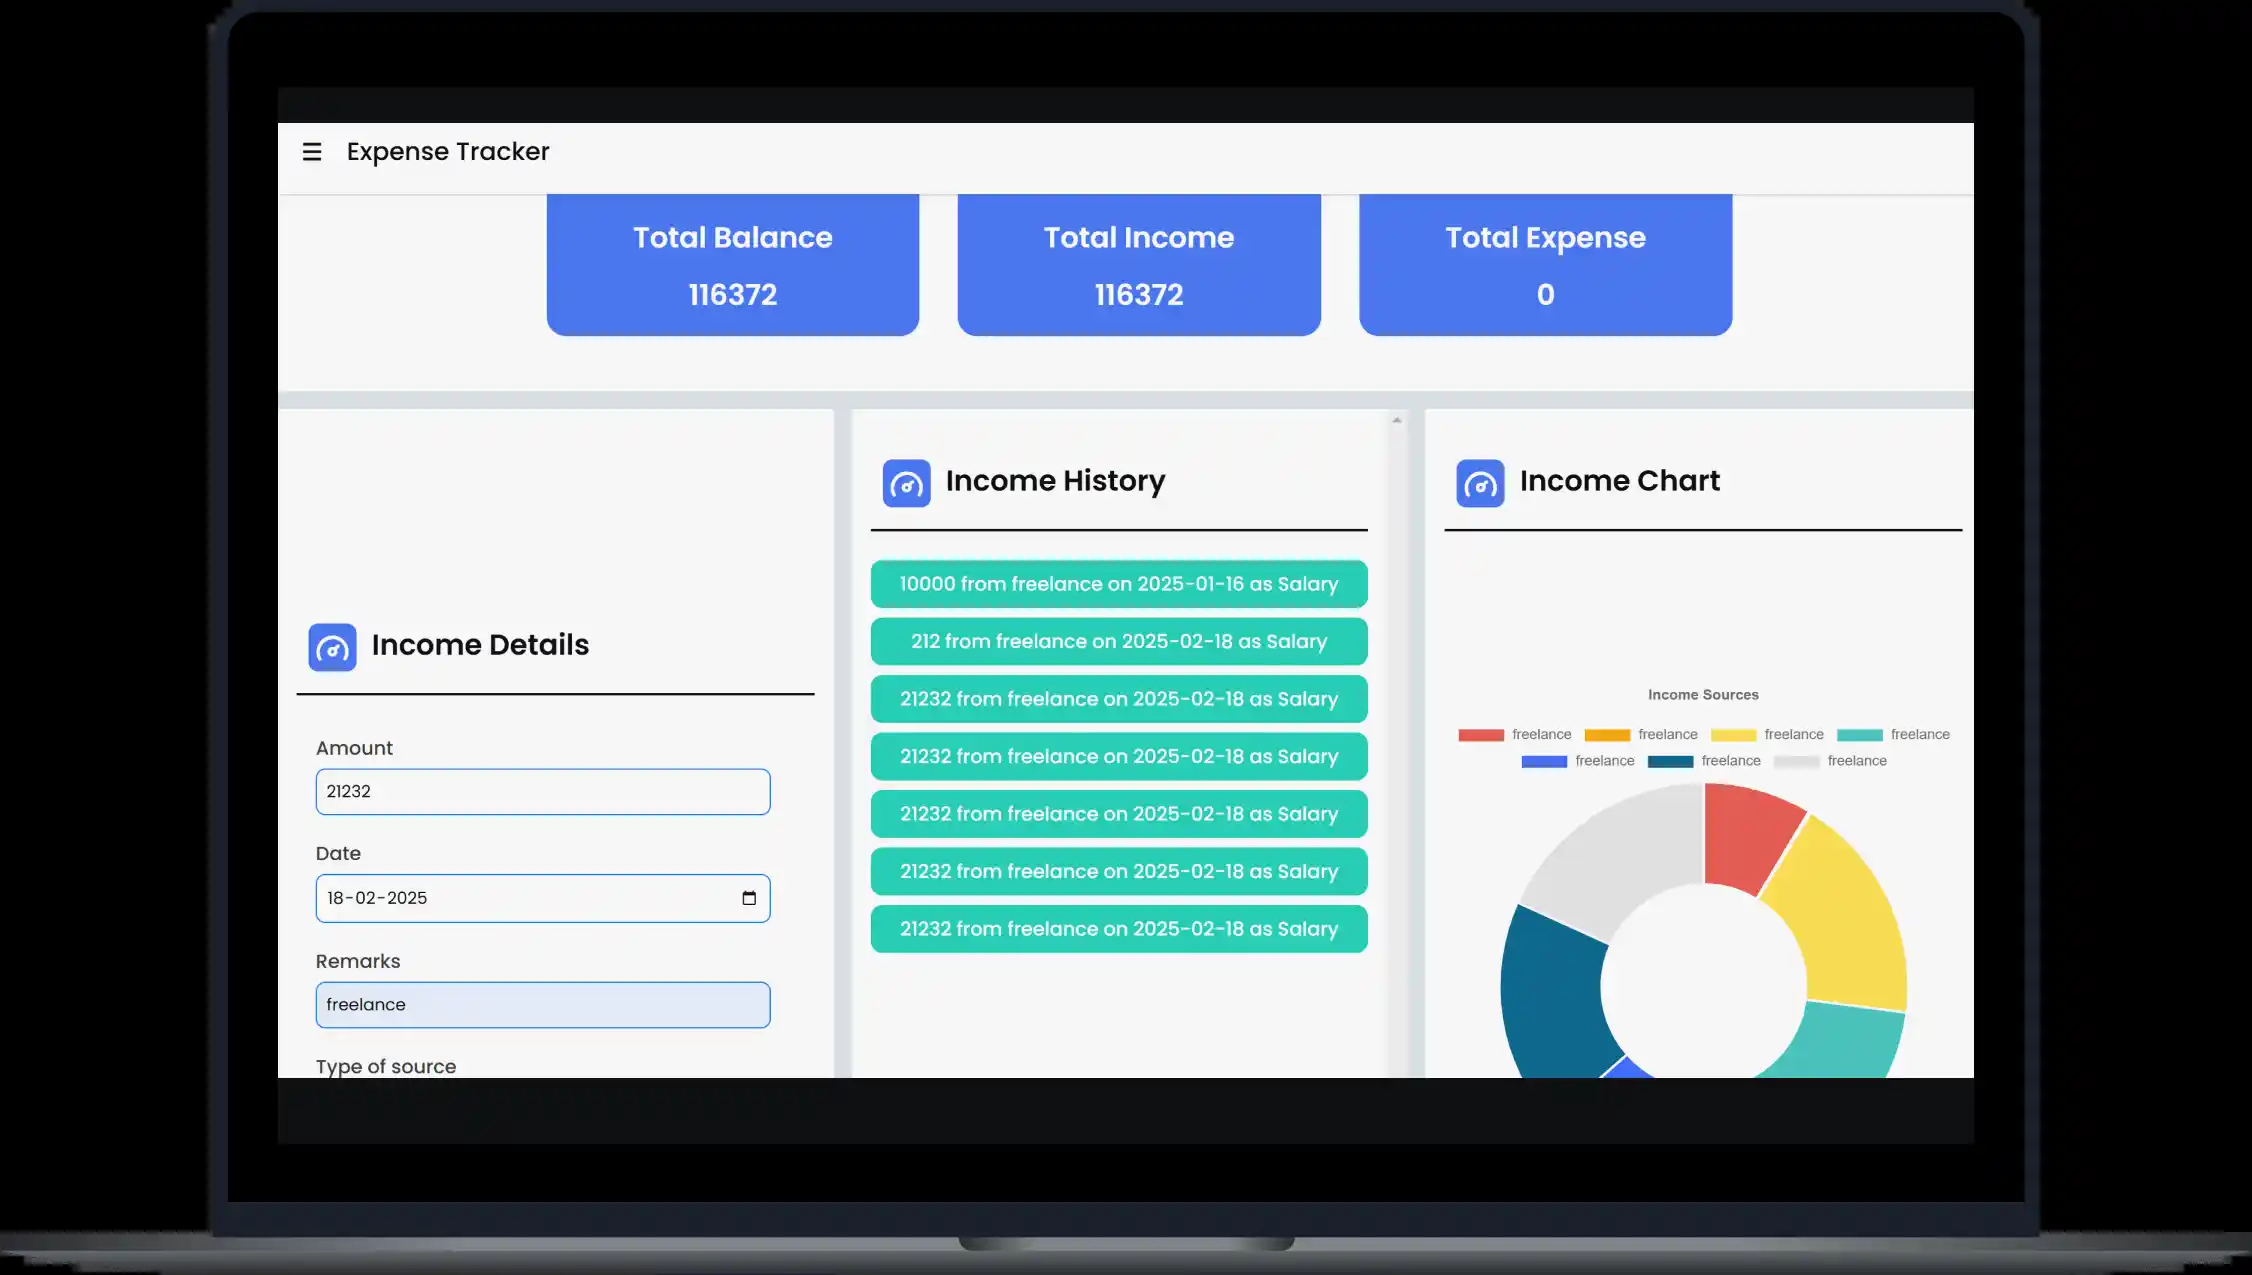 Expense Tracker
Total Balance
116372
Total Income
116372
Total Expense
0
Income Details
Amount
21232
Date
18-02-2025
Remarks
freelance
Type of source
Income History
10000 from freelance on 2025-01-16 as Salary
212 from freelance on 2025-02-18 as Salary
21232 from freelance on 2025-02-18 as Salary
21232 from freelance on 2025-02-18 as Salary
21232 from freelance on 2025-02-18 as Salary
21232 from freelance on 2025-02-18 as Salary
21232 from freelance on 2025-02-18 as Salary
Income Chart
Income Sources
freelance freelance freelance freelance
freelance freelance freelance